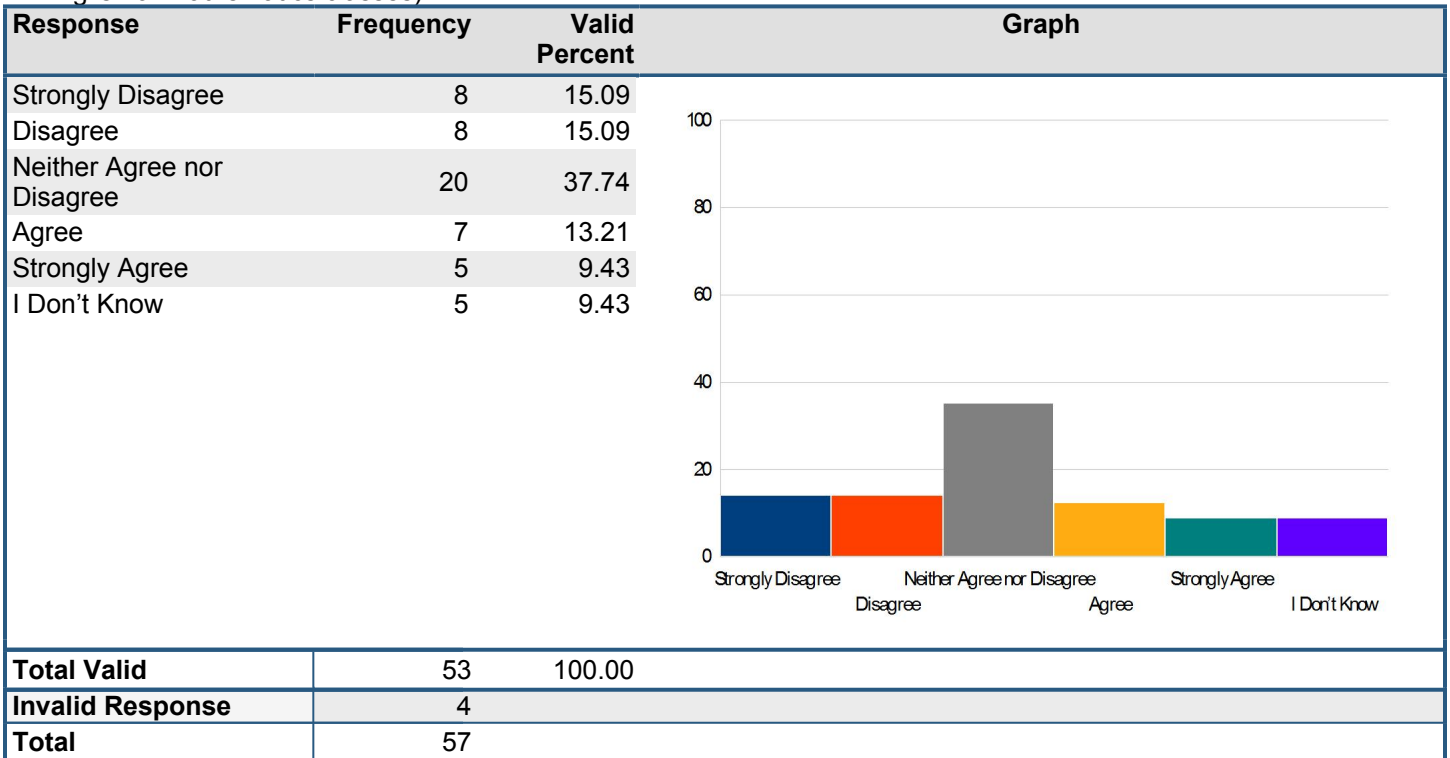 Response Frequency Valid Percent Graph
Strongly Disagree 8 15.09
Disagree 8 15.09
Neither Agree nor Disagree 20 37.74
Agree 7 13.21
Strongly Agree 5 9.43
I Don't Know 5 9.43
100
80
60
40
20
0
Strongly Disagree Neither Agree nor Disagree Strongly Agree
Disagree Agree I Don't Know
Total Valid 53 100.00
Invalid Response 4
Total 57